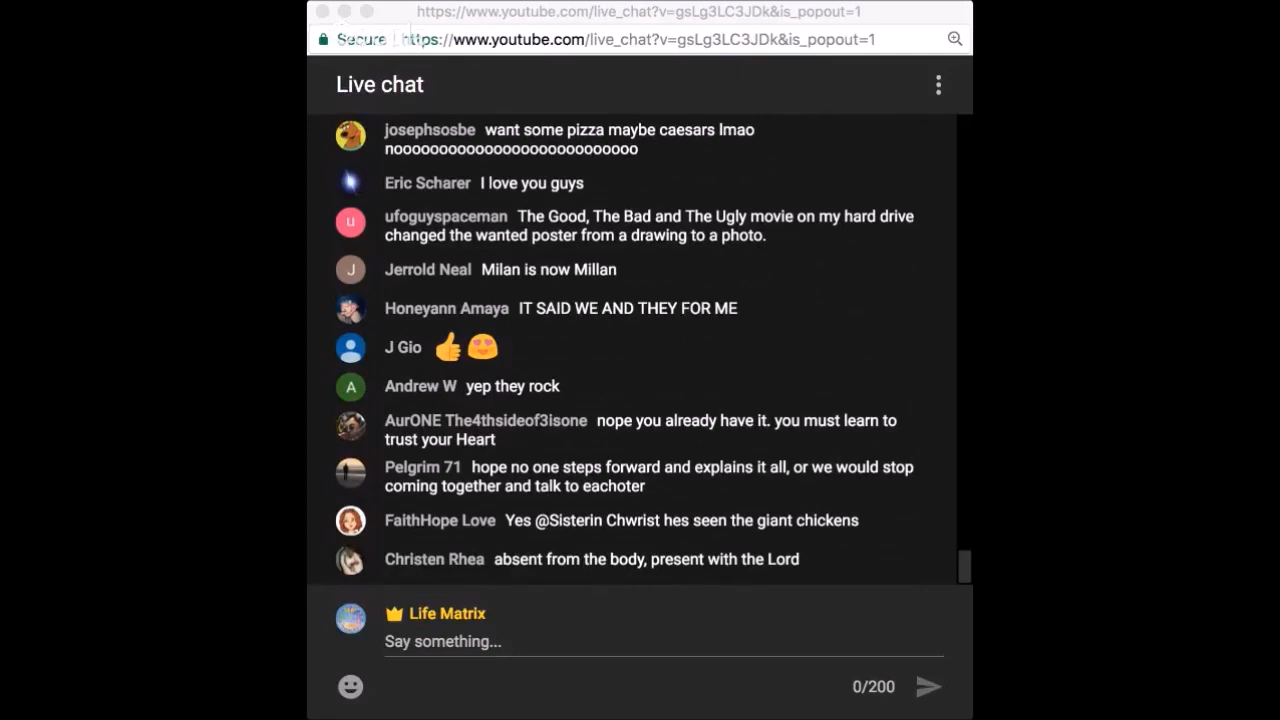 https://www.youtube.com/live_chat?v=gsLg3LC3JDk&is_popout=1
Secure https://www.youtube.com/live_chat?v=gsLg3LC3JDk&is_popout=1
Live chat
josephsosbe want some pizza maybe caesars lmao
noooooooooooooooooooooooooo
Eric Scharer I love you guys
u
ufoguyspaceman The Good, The Bad and The Ugly movie on my hard drive
changed the wanted poster from a drawing to a photo.
J
Jerrold Neal Milan is now Millan
Honeyann Amaya IT SAID WE AND THEY FOR ME
J Gio 👍😍
A
Andrew W yep they rock
AurONE The4thsideof3isone nope you already have it. you must learn to
trust your Heart
Pelgrim 71 hope no one steps forward and explains it all, or we would stop
coming together and talk to eachoter
FaithHope Love Yes @Sisterin Chwrist hes seen the giant chickens
Christen Rhea absent from the body, present with the Lord
Life Matrix
Say something...
0/200